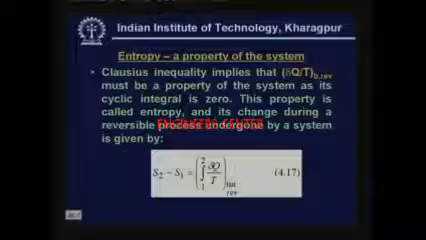 Indian Institute of Technology, Kharagpur
Entropy – a property of the system
• Clausius inequality implies that (δQ/T)b,rev
must be a property of the system as its
cyclic integral is zero. This property is
called entropy, and its change during a
reversible process undergone by a system
is given by:
ENGINEERS CENTER
S2 − S1 = (∫12 δQ/T) int rev (4.17)